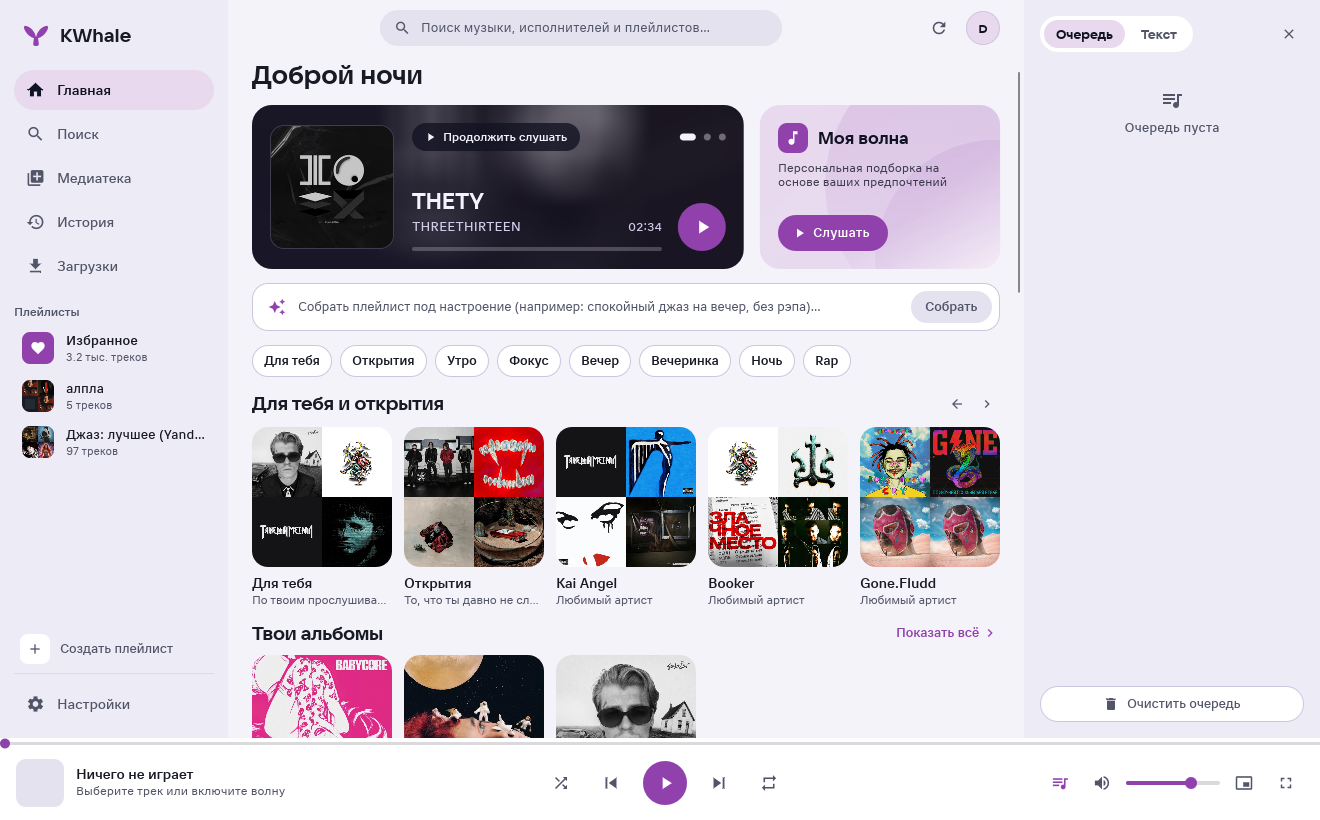 KWhale
Поиск музыки, исполнителей и плейлистов...
D
Очередь
Текст
Главная
Поиск
Медиатека
История
Загрузки
Плейлисты
Избранное
3.2 тыс. треков
алпла
5 треков
Джаз: лучшее (Yand...
97 треков
Создать плейлист
Настройки
Доброй ночи
Продолжить слушать
THETY
THREETHIRTEEN
02:34
Моя волна
Персональная подборка на
основе ваших предпочтений
Слушать
Собрать плейлист под настроение (например: спокойный джаз на вечер, без рэпа)...
Собрать
Для тебя
Открытия
Утро
Фокус
Вечер
Вечеринка
Ночь
Rap
Для тебя и открытия
ЗЛА
ЧНОЕ
МЕСТО
GONE
Для тебя
По твоим прослушива...
Открытия
То, что ты давно не сл...
Kai Angel
Любимый артист
Booker
Любимый артист
Gone.Fludd
Любимый артист
Твои альбомы
Показать всё
BABYCORE
Очередь пуста
Очистить очередь
Ничего не играет
Выберите трек или включите волну